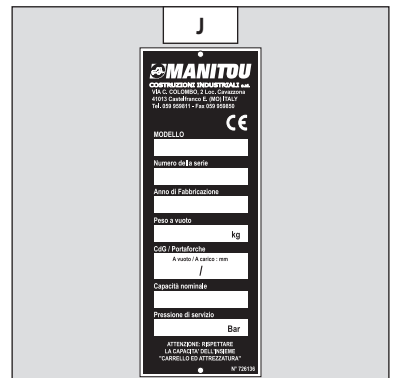 J
MANITOU
COSTRUZIONI INDUSTRIALI s.r.l.
VIA C. COLOMBO, 2 Loc. Cavazzona
41013 Castelfranco E. (MO) ITALY
Tel. 059 959811 - Fax 059 959850
CE
MODELLO
Numero della serie
Anno di Fabbricazione
Peso a vuoto
kg
CdG / Portaforche
A vuoto / A carico : mm
/
Capacità nominale
Pressione di servizio
Bar
ATTENZIONE: RISPETTARE
LA CAPACITA' DELL'INSIEME
"CARRELLO ED ATTREZZATURA"
N° 726136